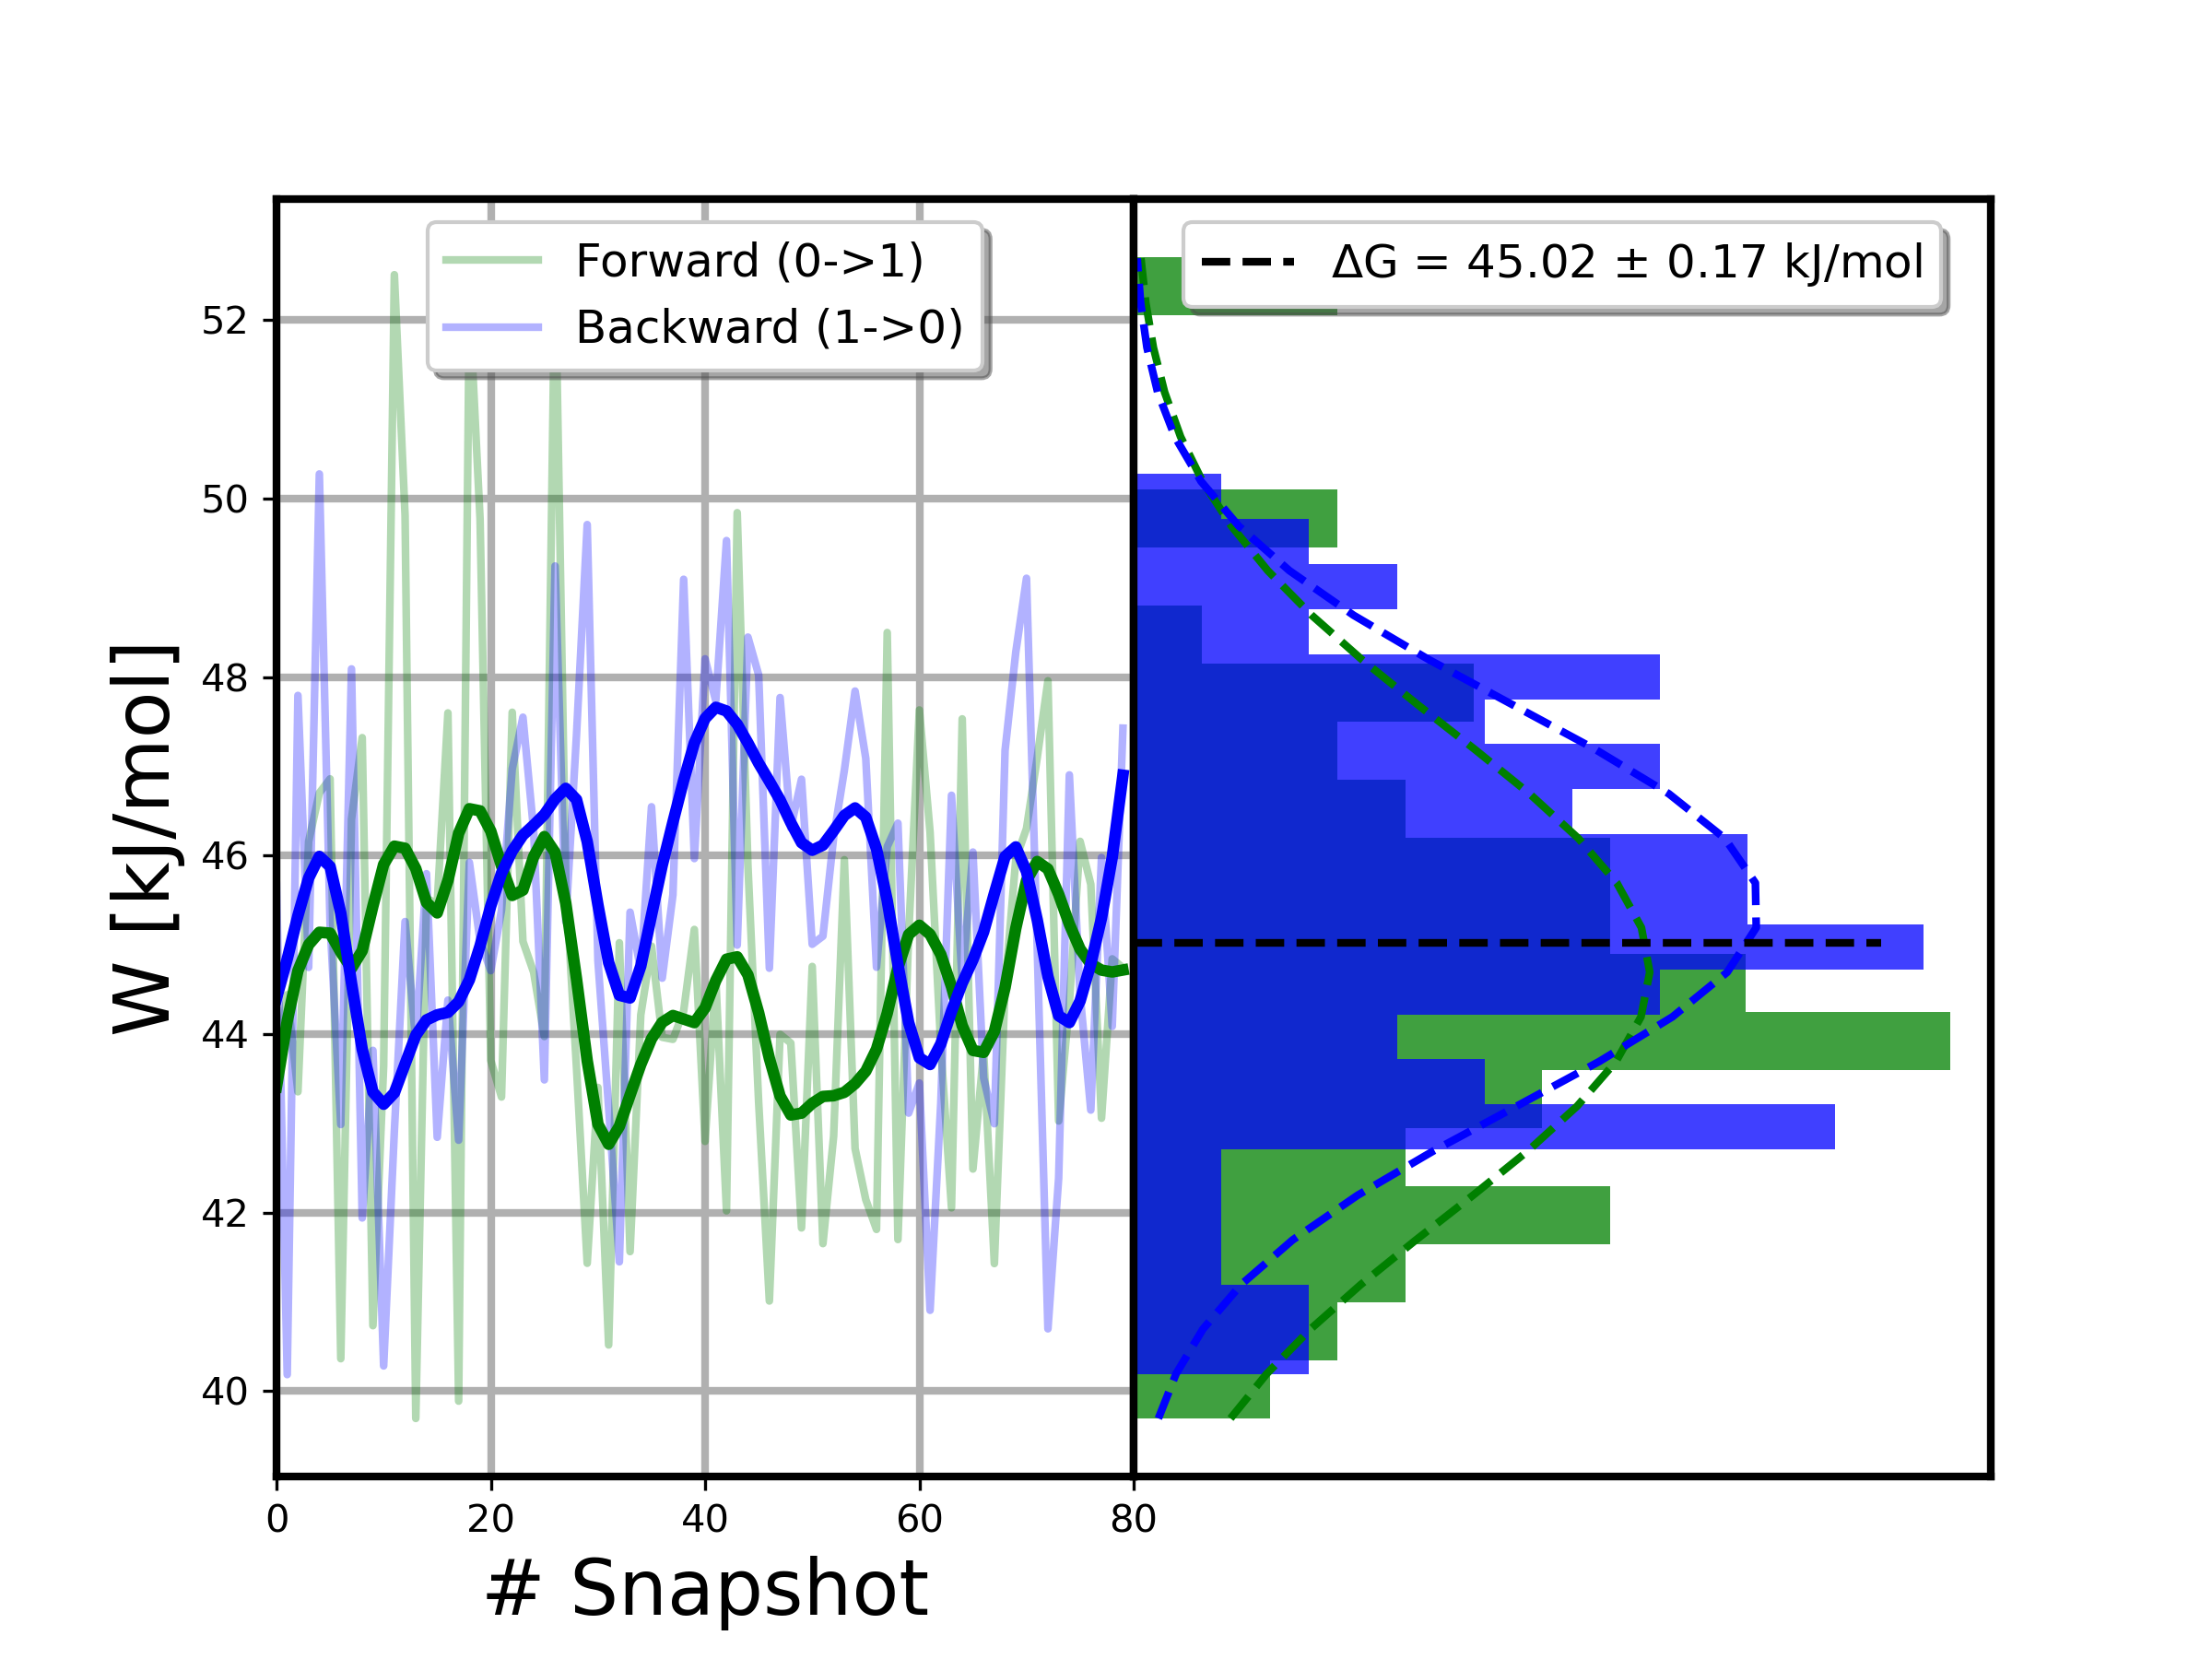 Forward (0->1)
Backward (1->0)
ΔG = 45.02 ± 0.17 kJ/mol
W [kJ/mol]
52
50
48
46
44
42
40
0 20 40 60 80
# Snapshot